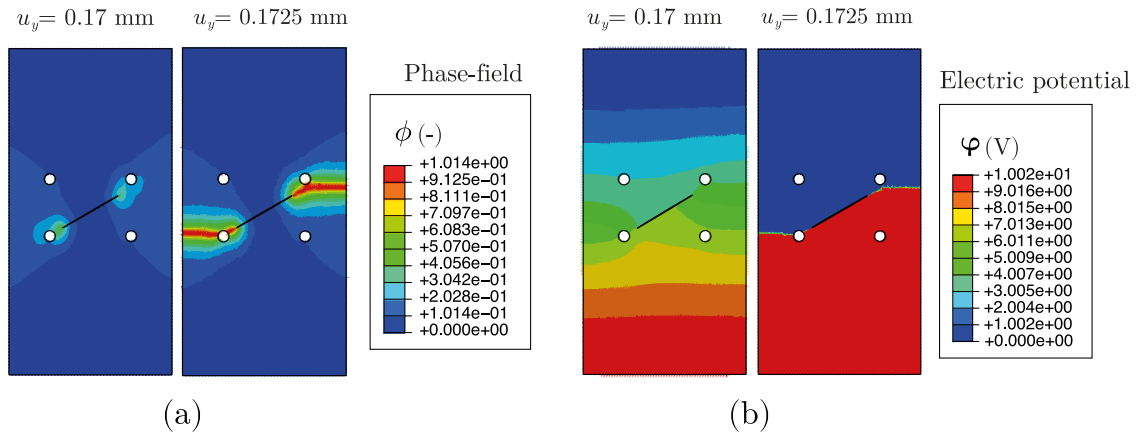 u_y= 0.17 mm
u_y= 0.1725 mm
Phase-field
ϕ (-)
+1.014e+00
+9.125e−01
+8.111e−01
+7.097e−01
+6.083e−01
+5.070e−01
+4.056e−01
+3.042e−01
+2.028e−01
+1.014e−01
+0.000e+00
(a)
u_y= 0.17 mm
u_y= 0.1725 mm
Electric potential
φ (V)
+1.002e+01
+9.016e+00
+8.015e+00
+7.013e+00
+6.011e+00
+5.009e+00
+4.007e+00
+3.005e+00
+2.004e+00
+1.002e+00
+0.000e+00
(b)